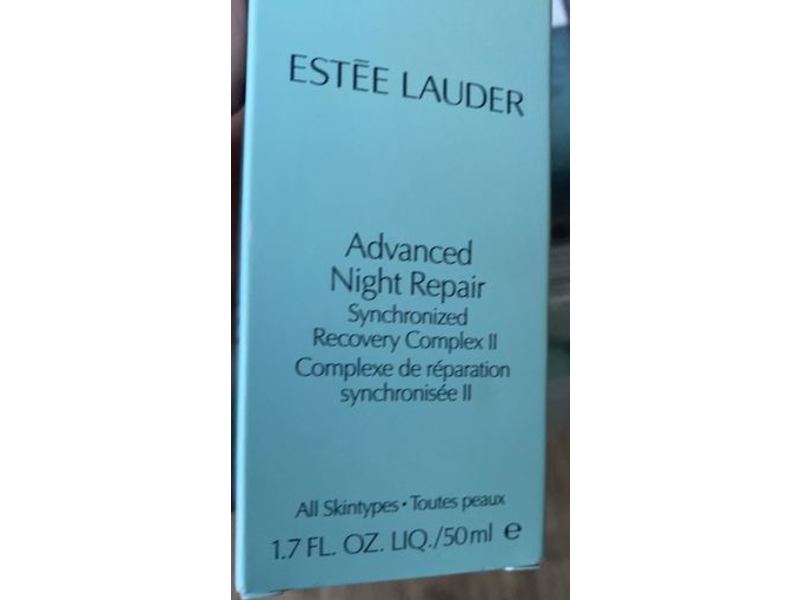 ESTĒE LAUDER
Advanced
Night Repair
Synchronized
Recovery Complex II
Complexe de réparation
synchronisée II
All Skintypes • Toutes peaux
1.7 FL. OZ. LIQ./50ml ℮